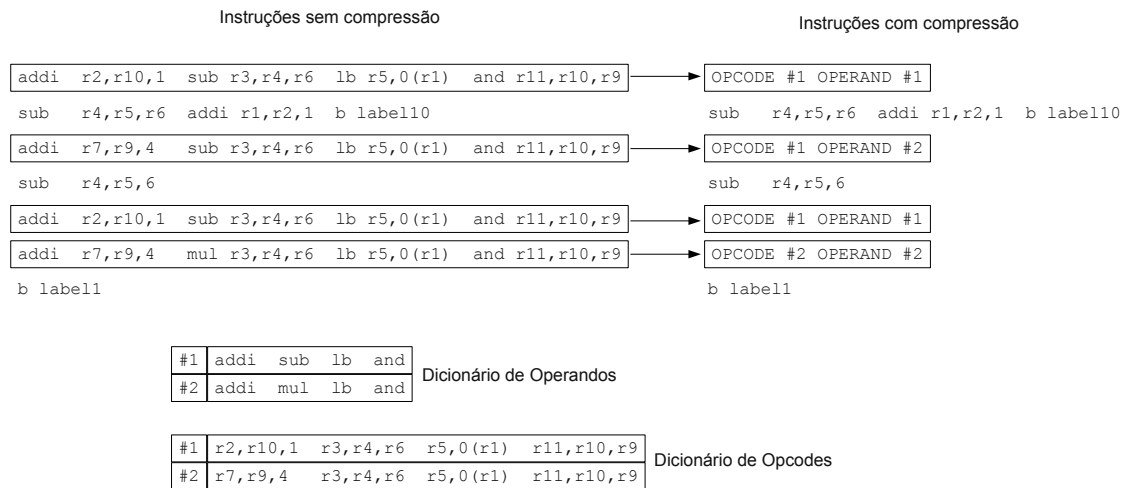 Instruções sem compressão
Instruções com compressão
addi r2,r10,1 sub r3,r4,r6 lb r5,0(r1) and r11,r10,r9 OPCODE #1 OPERAND #1
sub r4,r5,r6 addi r1,r2,1 b label10 sub r4,r5,r6 addi r1,r2,1 b label10
addi r7,r9,4 sub r3,r4,r6 lb r5,0(r1) and r11,r10,r9 OPCODE #1 OPERAND #2
sub r4,r5,6 sub r4,r5,6
addi r2,r10,1 sub r3,r4,r6 lb r5,0(r1) and r11,r10,r9 OPCODE #1 OPERAND #1
addi r7,r9,4 mul r3,r4,r6 lb r5,0(r1) and r11,r10,r9 OPCODE #2 OPERAND #2
b label1 b label1
#1 addi sub lb and
#2 addi mul lb and
Dicionário de Operandos
#1 r2,r10,1 r3,r4,r6 r5,0(r1) r11,r10,r9
#2 r7,r9,4 r3,r4,r6 r5,0(r1) r11,r10,r9
Dicionário de Opcodes